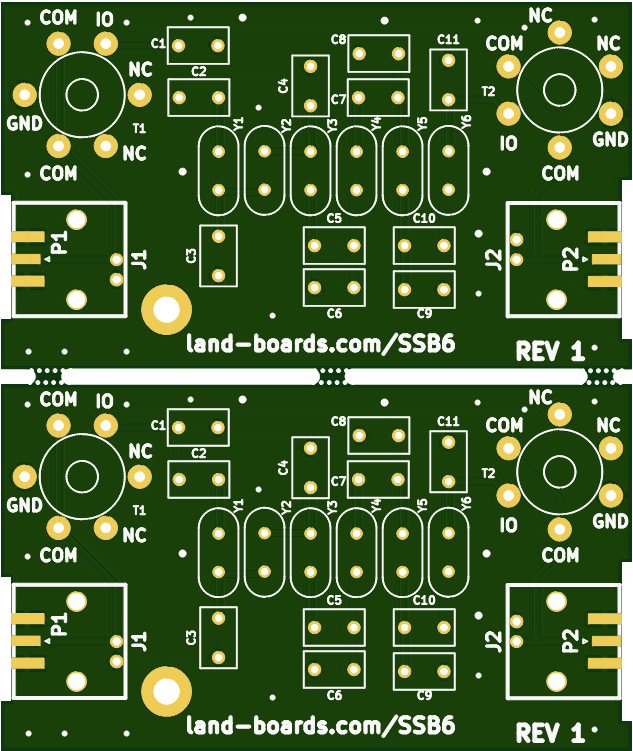 COM IO C8 C11 NC
C1 COM NC
NC C2 C4 C7 T2
GND T1 Y1 Y2 Y3 Y4 Y5 Y6 GND
NC IO
COM COM
C5 C10
P1 J1 C3 J2 P2
C6 C9
land-boards.com/SSB6 REV 1
COM IO C8 C11 NC
C1 COM NC
NC C2 C4 C7 T2
GND T1 Y1 Y2 Y3 Y4 Y5 Y6 GND
NC IO
COM COM
C5 C10
P1 J1 C3 J2 P2
C6 C9
land-boards.com/SSB6 REV 1